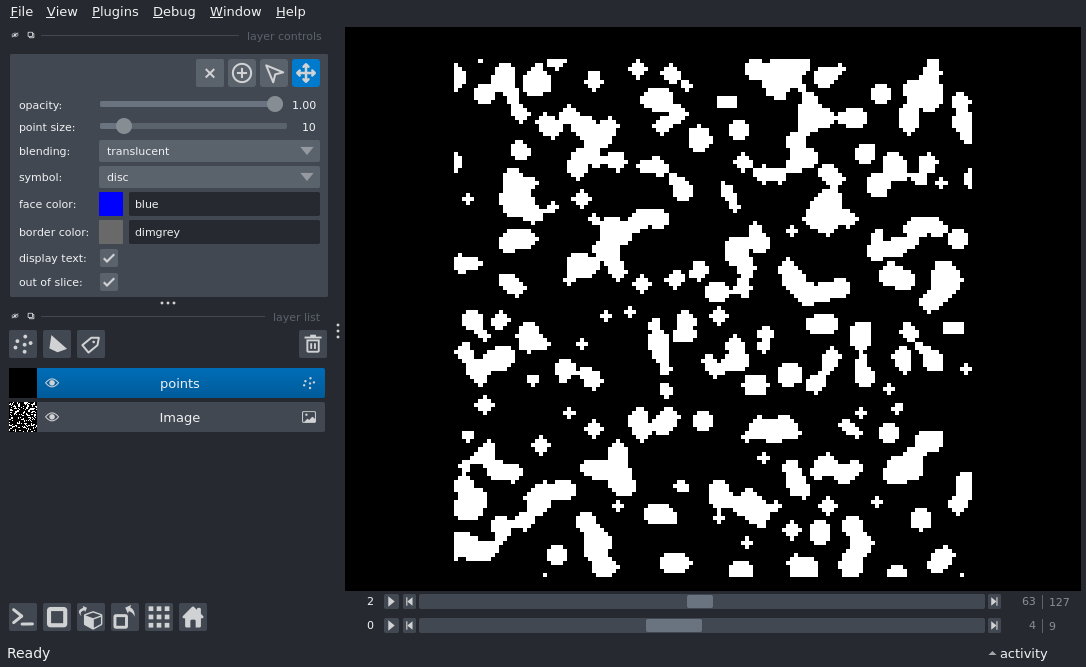 File View Plugins Debug Window Help
layer controls
opacity: 1.00
point size: 10
blending: translucent
symbol: disc
face color: blue
border color: dimgrey
display text:
out of slice:
layer list
points
Image
2 63 127
0 4 9
Ready activity